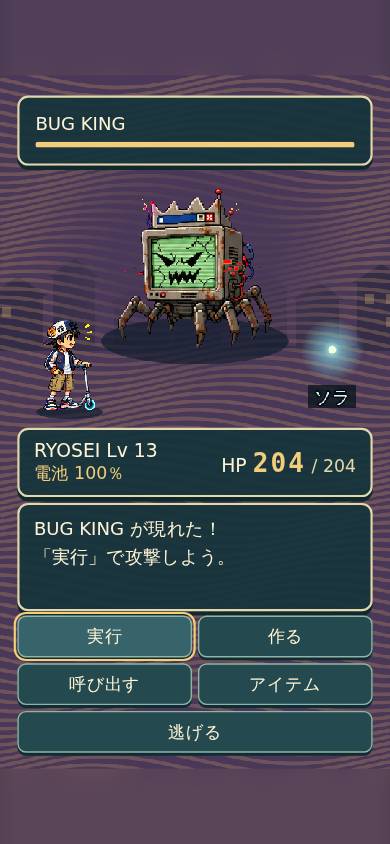 BUG KING
ソラ
RYOSEI Lv 13
電池 100%
HP 204 / 204
BUG KING が現れた!
「実行」で攻撃しよう。
実行
作る
呼び出す
アイテム
逃げる